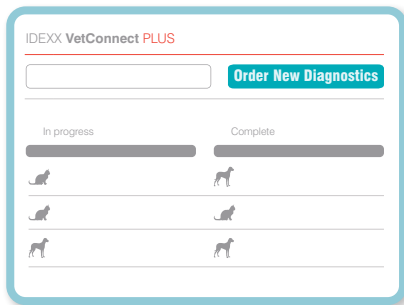 IDEXX VetConnect PLUS
Order New Diagnostics
In progress
Complete